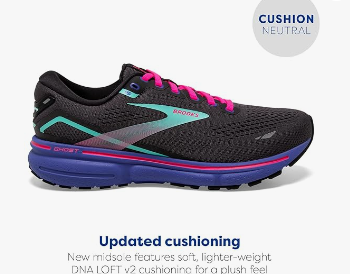 CUSHION
NEUTRAL
BROOKS
GHOST
Updated cushioning
New midsole features soft, lighter-weight
DNA LOFT v2 cushioning for a plush feel